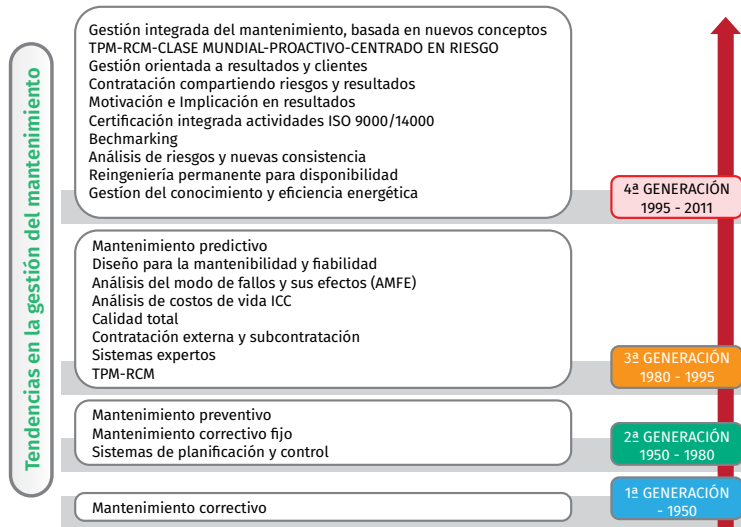 Tendencias en la gestión del mantenimiento
Gestión integrada del mantenimiento, basada en nuevos conceptos
TPM-RCM-CLASE MUNDIAL-PROACTIVO-CENTRADO EN RIESGO
Gestión orientada a resultados y clientes
Contratación compartiendo riesgos y resultados
Motivación e Implicación en resultados
Certificación integrada actividades ISO 9000/14000
Bechmarking
Análisis de riesgos y nuevas consistencia
Reingeniería permanente para disponibilidad
Gestíon del conocimiento y eficiencia energética
4ª GENERACIÓN
1995 - 2011
Mantenimiento predictivo
Diseño para la mantenibilidad y fiabilidad
Análisis del modo de fallos y sus efectos (AMFE)
Análisis de costos de vida ICC
Calidad total
Contratación externa y subcontratación
Sistemas expertos
TPM-RCM
3ª GENERACIÓN
1980 - 1995
Mantenimiento preventivo
Mantenimiento correctivo fijo
Sistemas de planificación y control
2ª GENERACIÓN
1950 - 1980
Mantenimiento correctivo
1ª GENERACIÓN
- 1950